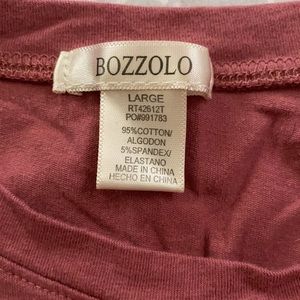 BOZZOLO
LARGE
RT42612T
PO#991783
95%COTTON/
ALGODON
5%SPANDEX/
ELASTANO
MADE IN CHINA
HECHO EN CHINA